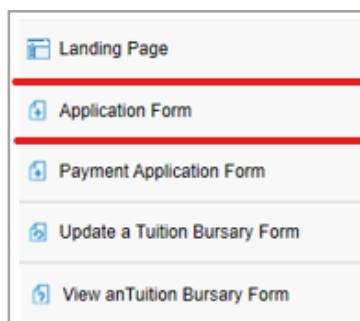 Landing Page
Application Form
Payment Application Form
Update a Tuition Bursary Form
View anTuition Bursary Form